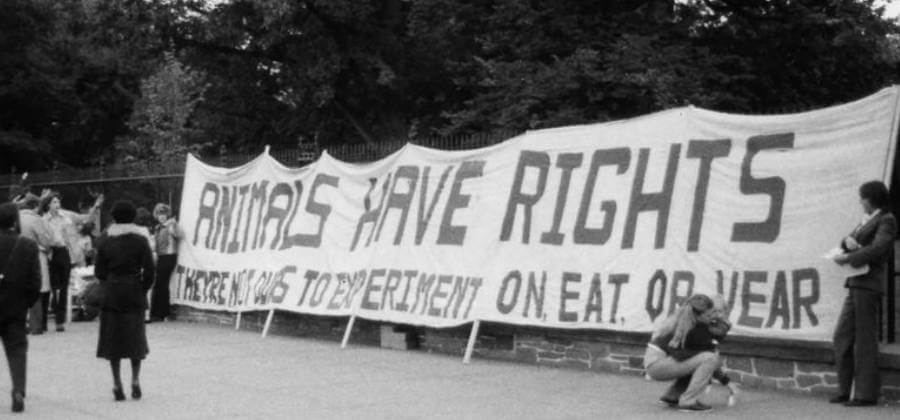 ANIMALS HAVE RIGHTS
THEY'RE NOT OURS TO EXPERIMENT ON, EAT, OR WEAR